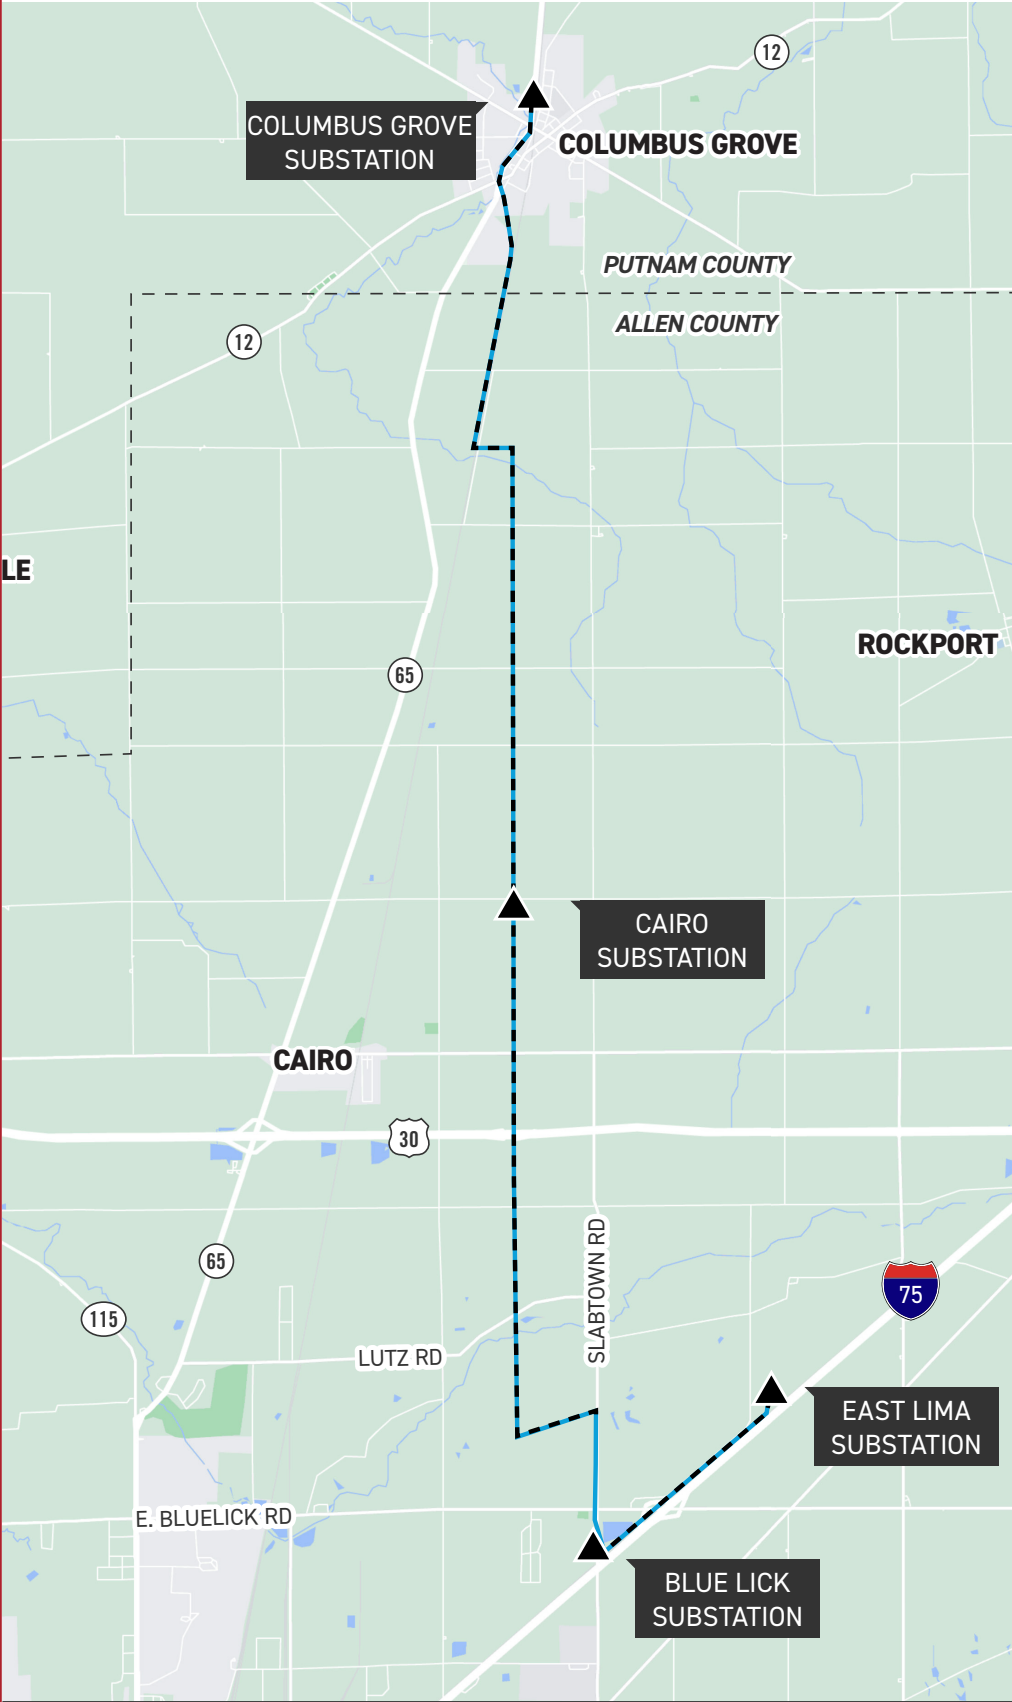 12
COLUMBUS GROVE
SUBSTATION
COLUMBUS GROVE
PUTNAM COUNTY
ALLEN COUNTY
12
LE
ROCKPORT
65
CAIRO
SUBSTATION
CAIRO
30
SLABTOWN RD
65
75
115
LUTZ RD
EAST LIMA
SUBSTATION
E. BLUELICK RD
BLUE LICK
SUBSTATION